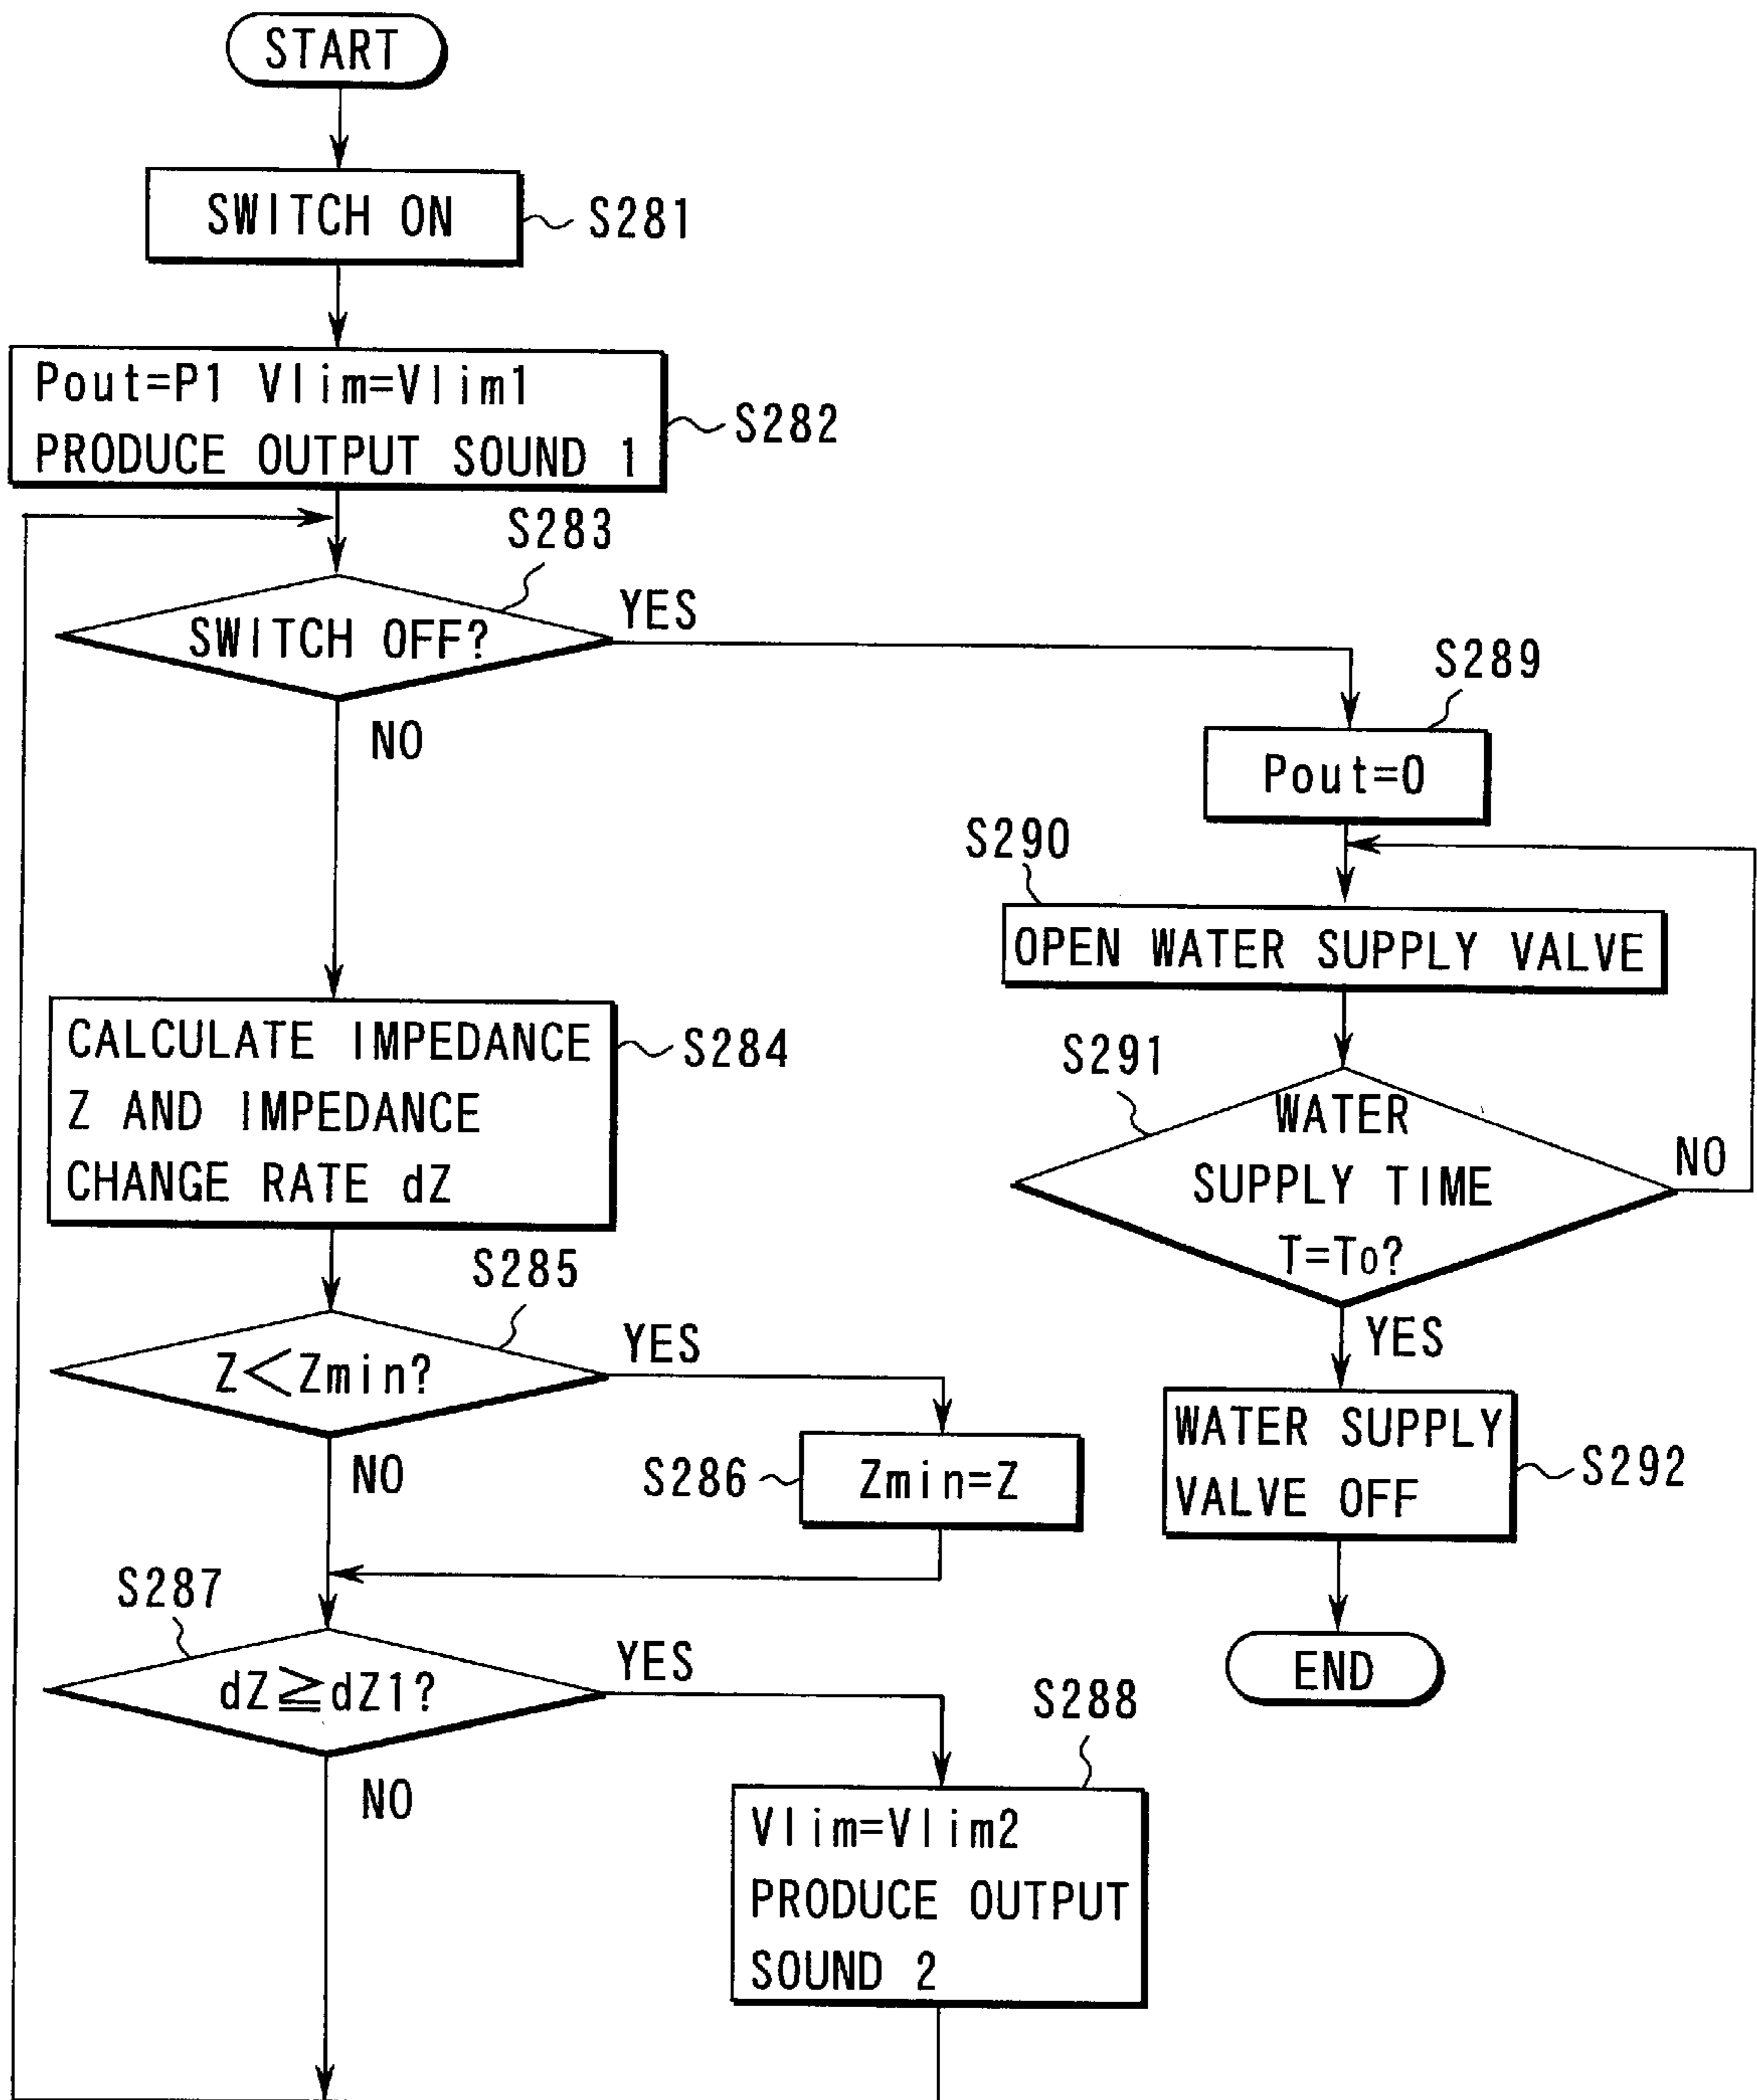 START
SWITCH ON
S281
Pout=P1 Vlim=Vlim1
PRODUCE OUTPUT SOUND 1
S282
S283
SWITCH OFF?
YES
NO
S289
Pout=0
S290
OPEN WATER SUPPLY VALVE
CALCULATE IMPEDANCE
Z AND IMPEDANCE
CHANGE RATE dZ
S284
S291
WATER
SUPPLY TIME
T=T0?
NO
YES
S285
Z<Zmin?
YES
NO
S286
Zmin=Z
WATER SUPPLY
VALVE OFF
S292
END
S287
dZ≧dZ1?
YES
NO
S288
Vlim=Vlim2
PRODUCE OUTPUT
SOUND 2